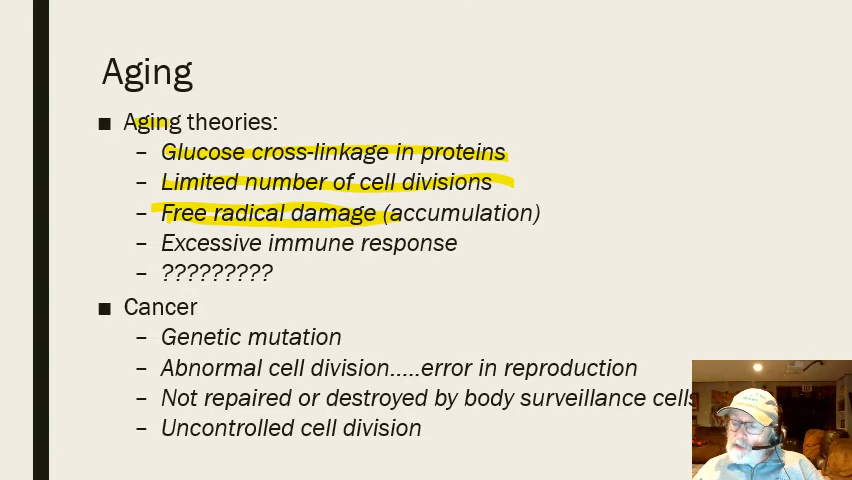 Aging
■ Aging theories:
– Glucose cross-linkage in proteins
– Limited number of cell divisions
– Free radical damage (accumulation)
– Excessive immune response
– ?????????
■ Cancer
– Genetic mutation
– Abnormal cell division.....error in reproduction
– Not repaired or destroyed by body surveillance cells
– Uncontrolled cell division